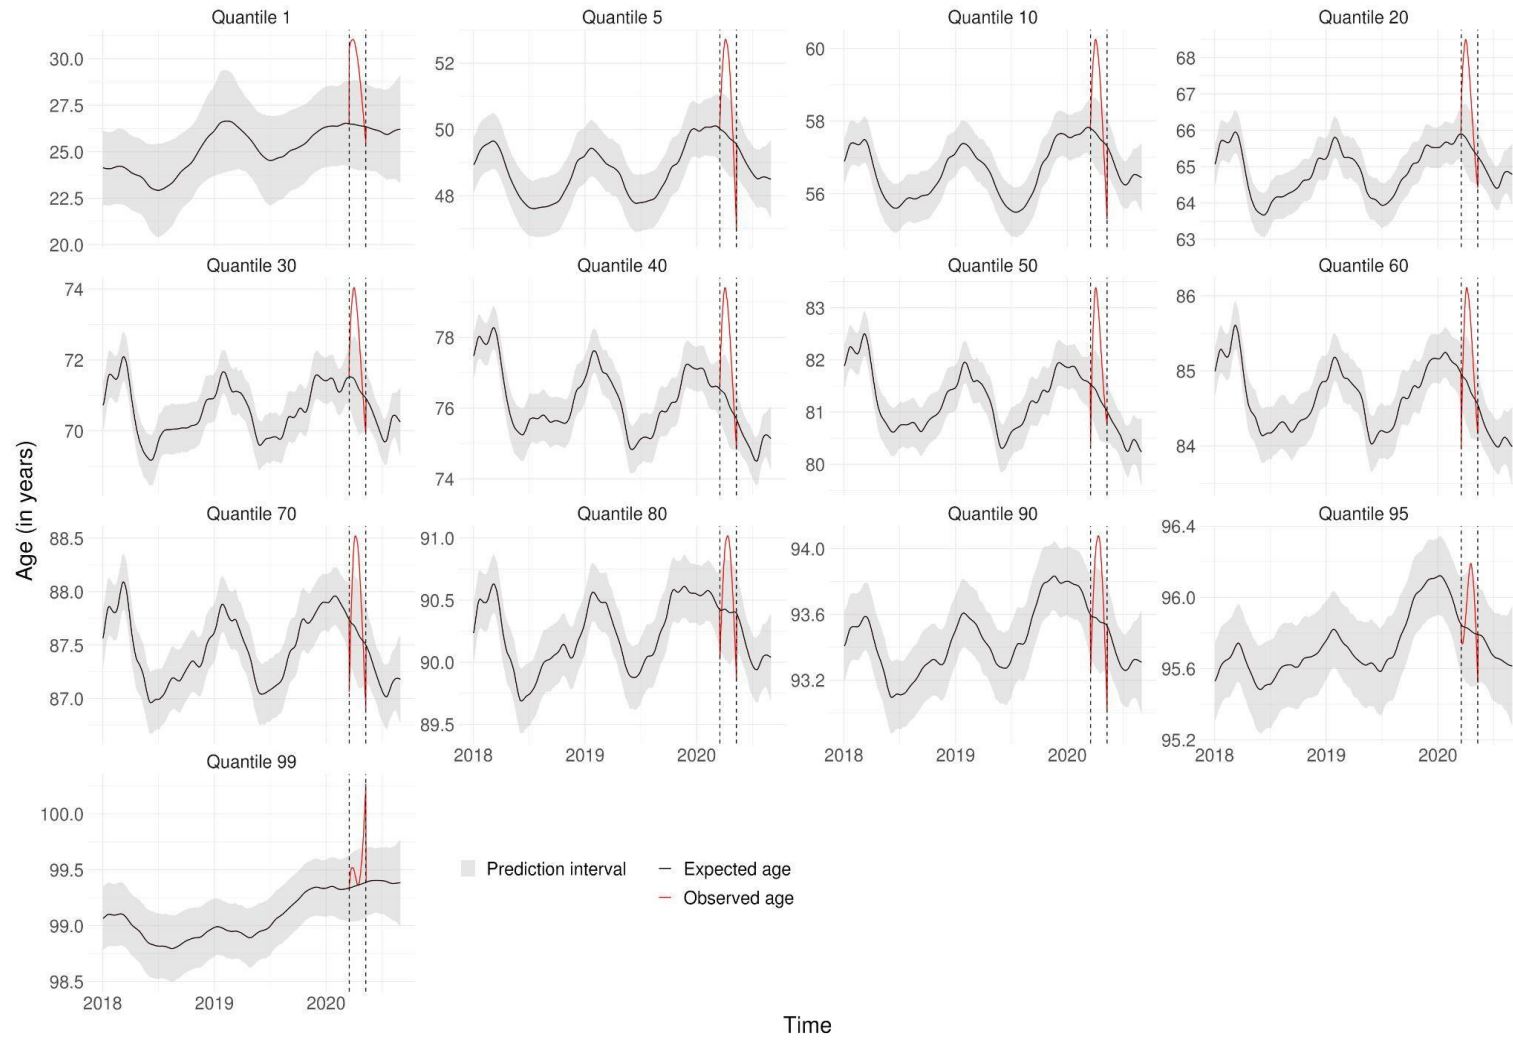 Quantile 1
Quantile 5
Quantile 10
Quantile 20
30.0
27.5
25.0
22.5
20.0
52
50
48
60
58
56
68
67
66
65
64
63
Quantile 30
Quantile 40
Quantile 50
Quantile 60
74
72
70
78
76
74
83
82
81
80
86
85
84
Quantile 70
Quantile 80
Quantile 90
Quantile 95
88.5
88.0
87.5
87.0
91.0
90.5
90.0
89.5
2018 2019 2020
94.0
93.6
93.2
2018 2019 2020
96.4
96.0
95.6
95.2
2018 2019 2020
Quantile 99
100.0
99.5
99.0
98.5
2018 2019 2020
Age (in years)
Prediction interval
Expected age
Observed age
Time